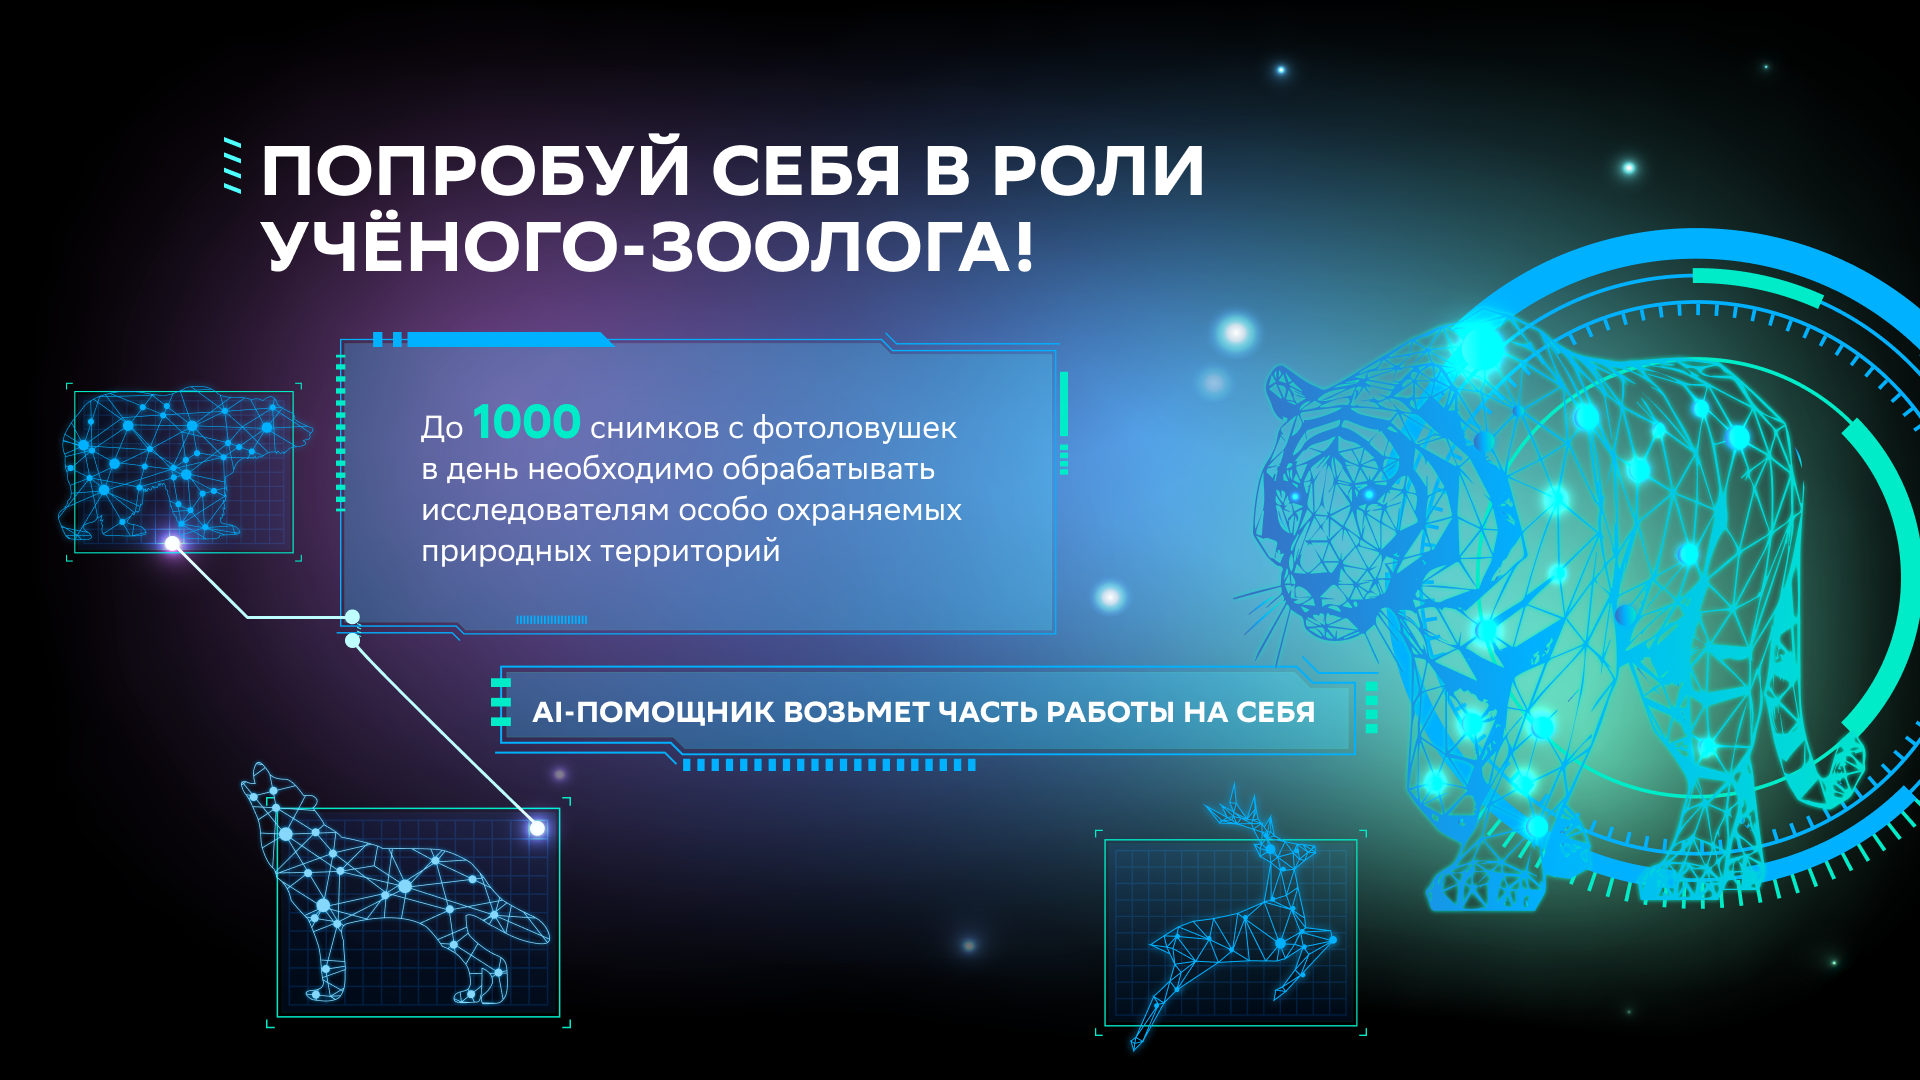 ПОПРОБУЙ СЕБЯ В РОЛИ
УЧЁНОГО-ЗООЛОГА!
До 1000 снимков с фотоловушек
в день необходимо обрабатывать
исследователям особо охраняемых
природных территорий
AI-ПОМОЩНИК ВОЗЬМЕТ ЧАСТЬ РАБОТЫ НА СЕБЯ